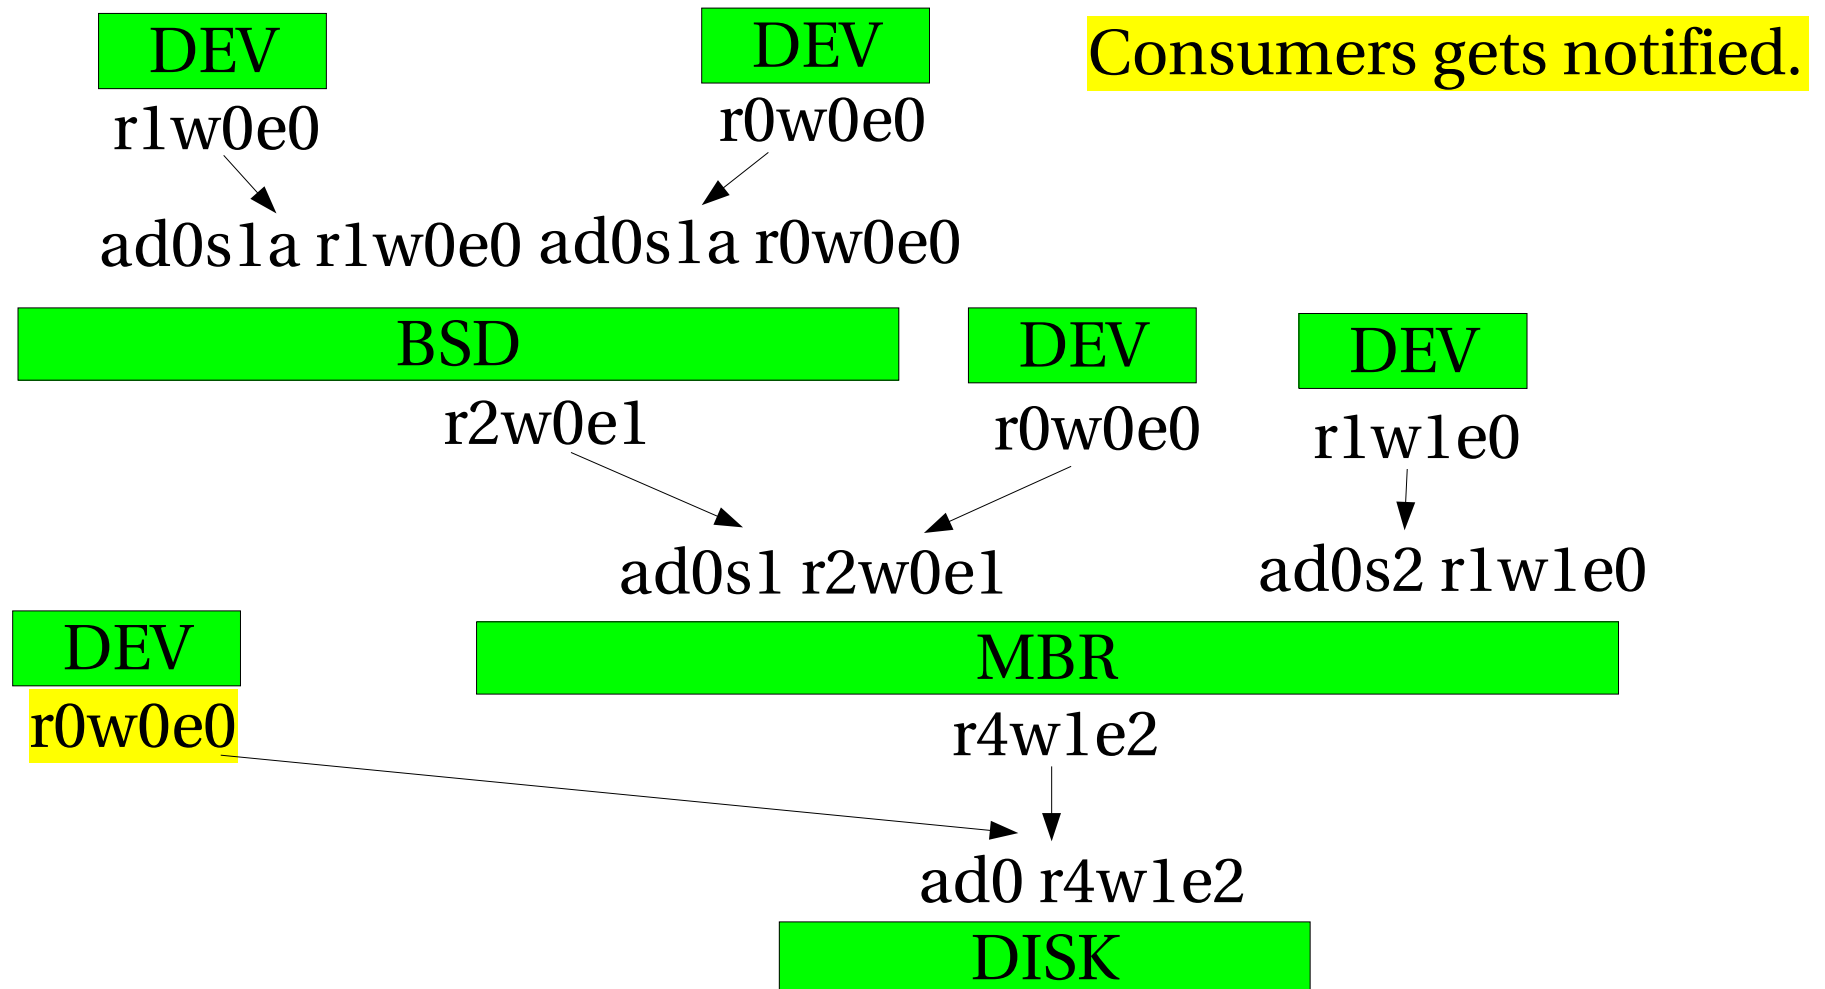 DEV
DEV
Consumers gets notified.
r1w0e0
r0w0e0
ad0s1a r1w0e0
ad0s1a r0w0e0
BSD
DEV
DEV
r2w0e1
r0w0e0
r1w1e0
ad0s1 r2w0e1
ad0s2 r1w1e0
DEV
MBR
r0w0e0
r4w1e2
ad0 r4w1e2
DISK